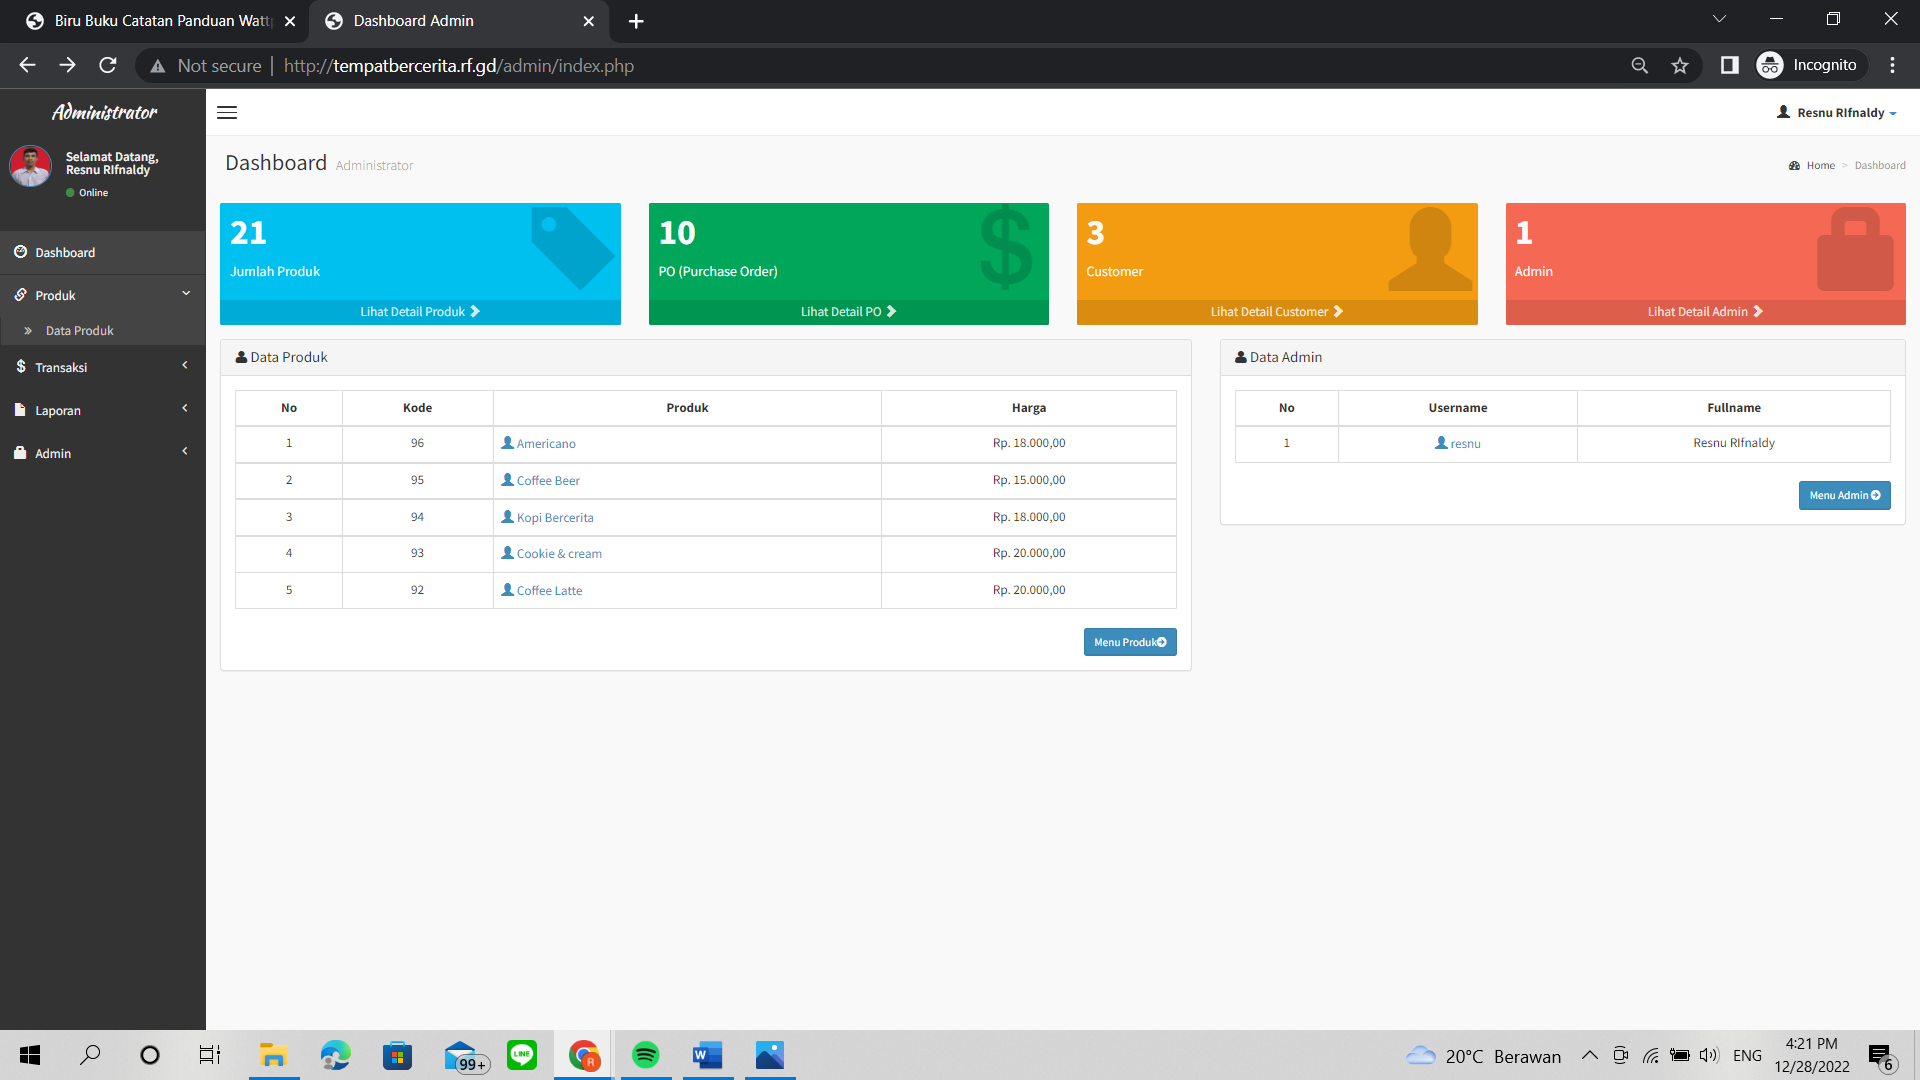 Biru Buku Catatan Panduan Wattp
Dashboard Admin
Not secure
http://tempatbercerita.rf.gd/admin/index.php
Incognito
Administrator
Selamat Datang,
Resnu RIfnaldy
Online
Dashboard
Produk
Data Produk
Transaksi
Laporan
Admin
Resnu RIfnaldy
Dashboard Administrator
Home > Dashboard
21
Jumlah Produk
Lihat Detail Produk
10
PO (Purchase Order)
Lihat Detail PO
3
Customer
Lihat Detail Customer
1
Admin
Lihat Detail Admin
Data Produk
No Kode Produk Harga
1 96 Americano Rp. 18.000,00
2 95 Coffee Beer Rp. 15.000,00
3 94 Kopi Bercerita Rp. 18.000,00
4 93 Cookie & cream Rp. 20.000,00
5 92 Coffee Latte Rp. 20.000,00
Menu Produk
Data Admin
No Username Fullname
1 resnu Resnu RIfnaldy
Menu Admin
99+
LINE
R
W
20°C Berawan
ENG
4:21 PM
12/28/2022
6